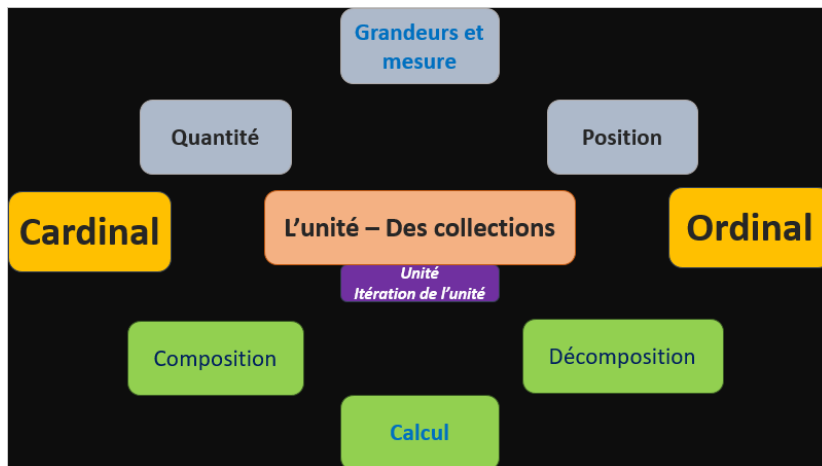 Grandeurs et
mesure
Quantité
Position
Cardinal
L'unité – Des collections
Ordinal
Unité
Itération de l'unité
Composition
Décomposition
Calcul